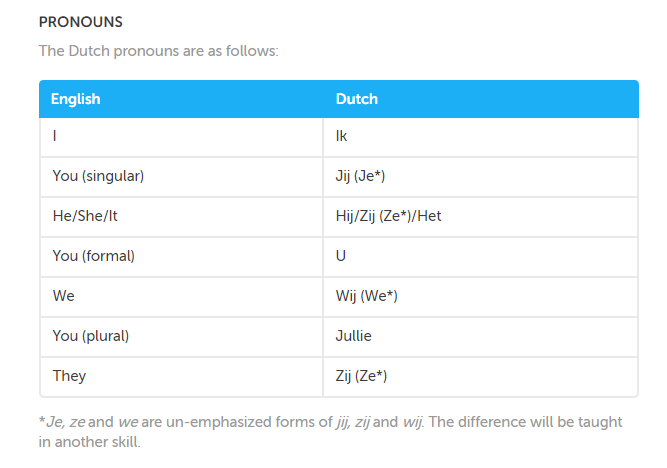 PRONOUNS
The Dutch pronouns are as follows:
English Dutch
I Ik
You (singular) Jij (Je*)
He/She/It Hij/Zij (Ze*)/Het
You (formal) U
We Wij (We*)
You (plural) Jullie
They Zij (Ze*)
*Je, ze and we are un-emphasized forms of jij, zij and wij. The difference will be taught
in another skill.